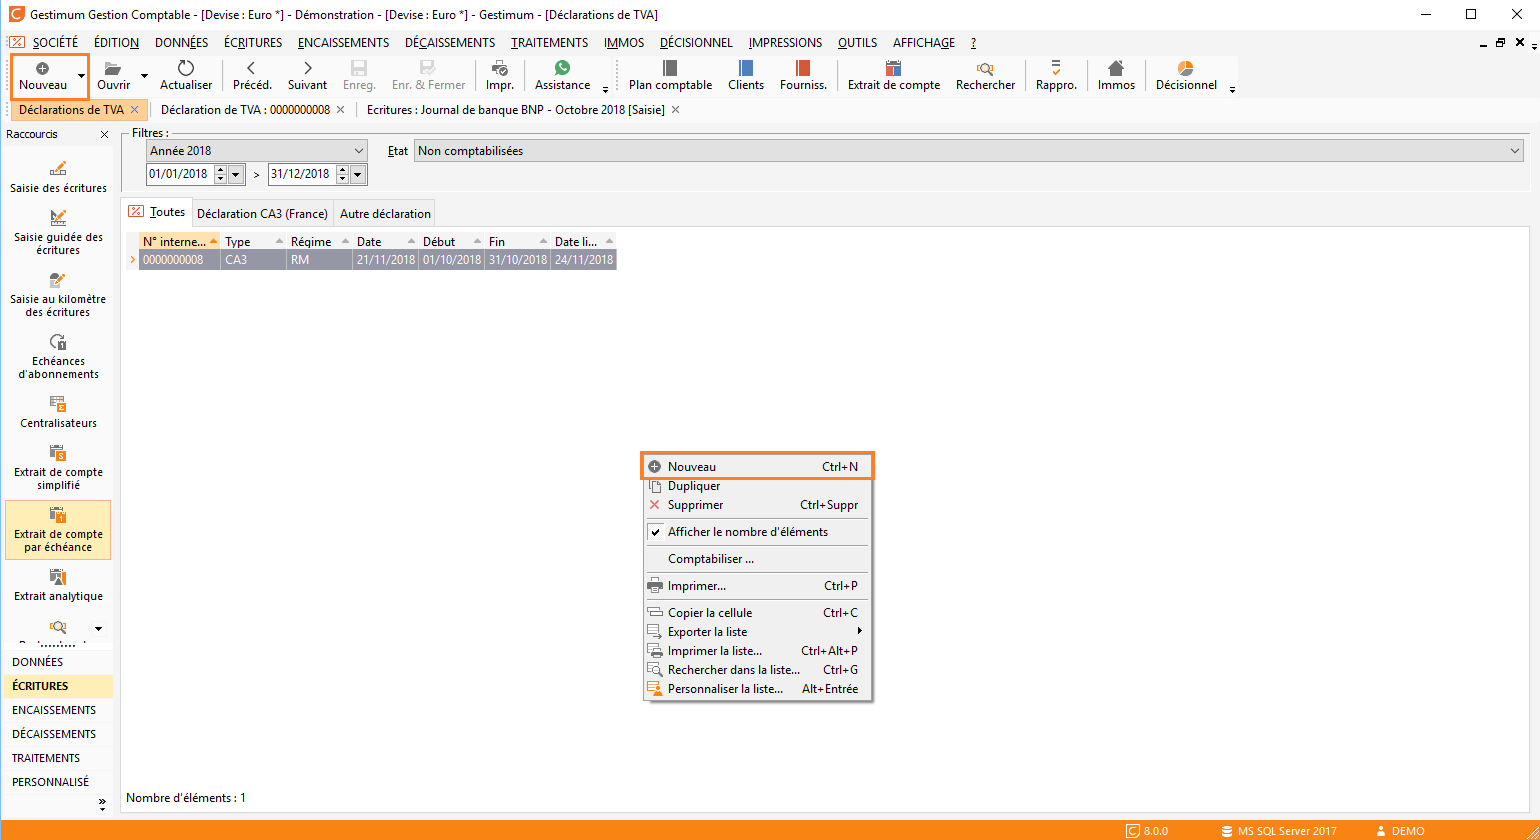 Gestimum Gestion Comptable - [Devise : Euro *] - Démonstration - [Devise : Euro *] - Gestimum - [Déclarations de TVA]
SOCIÉTÉ ÉDITION DONNÉES ÉCRITURES ENCAISSEMENTS DÉCAISSEMENTS TRAITEMENTS IMMOS DÉCISIONNEL IMPRESSIONS OUTILS AFFICHAGE ?
Nouveau Ouvrir Actualiser Précéd. Suivant Enreg. Enr. & Fermer Impr. Assistance Plan comptable Clients Fourniss. Extrait de compte Rechercher Rappro. Immos Décisionnel
Déclarations de TVA Déclaration de TVA : 0000000008 Ecritures : Journal de banque BNP - Octobre 2018 [Saisie]
Raccourcis
Saisie des écritures
Saisie guidée des
écritures
Saisie au kilomètre
des écritures
Echéances
d'abonnements
Centralisateurs
Extrait de compte
simplifié
Extrait de compte
par échéance
Extrait analytique
DONNÉES
ÉCRITURES
ENCAISSEMENTS
DÉCAISSEMENTS
TRAITEMENTS
PERSONNALISÉ
Filtres :
Année 2018 Etat Non comptabilisées
01/01/2018 > 31/12/2018
Toutes Déclaration CA3 (France) Autre déclaration
N° interne... Type Régime Date Début Fin Date li...
0000000008 CA3 RM 21/11/2018 01/10/2018 31/10/2018 24/11/2018
Nouveau Ctrl+N
Dupliquer
Supprimer Ctrl+Suppr
Afficher le nombre d'éléments
Comptabiliser ...
Imprimer... Ctrl+P
Copier la cellule Ctrl+C
Exporter la liste
Imprimer la liste... Ctrl+Alt+P
Rechercher dans la liste... Ctrl+G
Personnaliser la liste... Alt+Entrée
Nombre d'éléments : 1
8.0.0 MS SQL Server 2017 DEMO